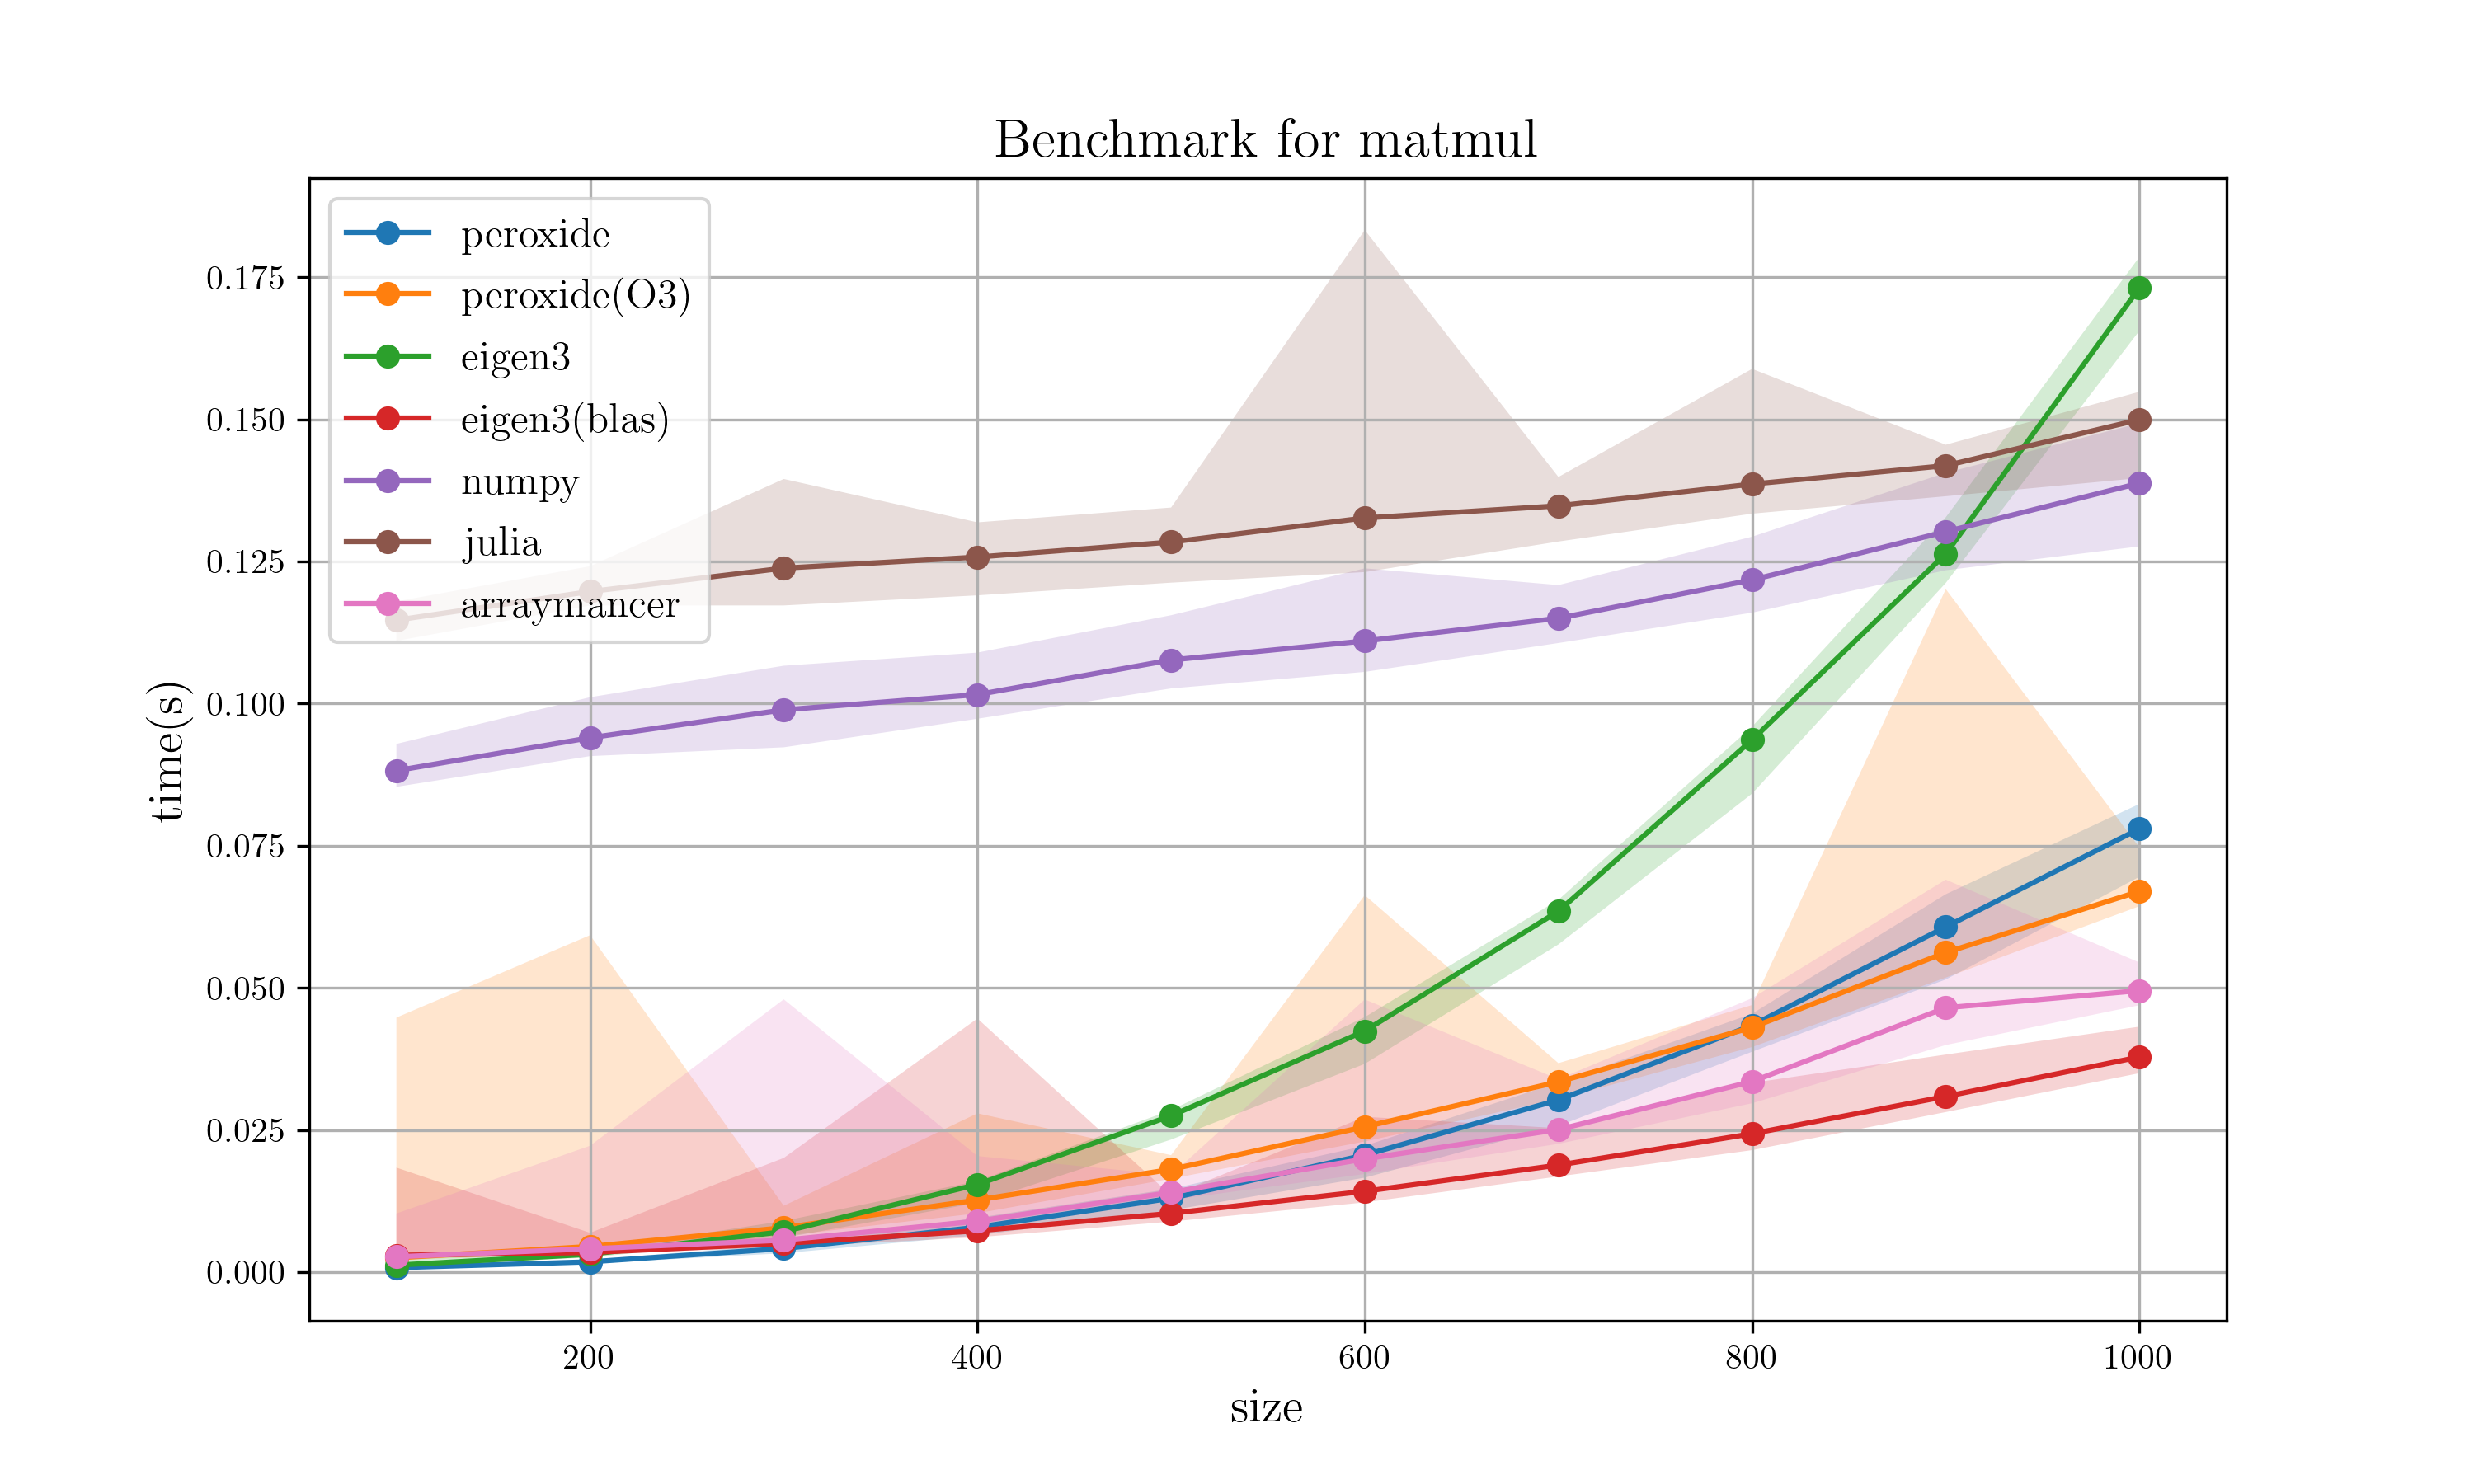 Benchmark for matmul
peroxide
peroxide(O3)
eigen3
eigen3(blas)
numpy
julia
arraymancer
time(s)
0.175
0.150
0.125
0.100
0.075
0.050
0.025
0.000
200 400 600 800 1000
size